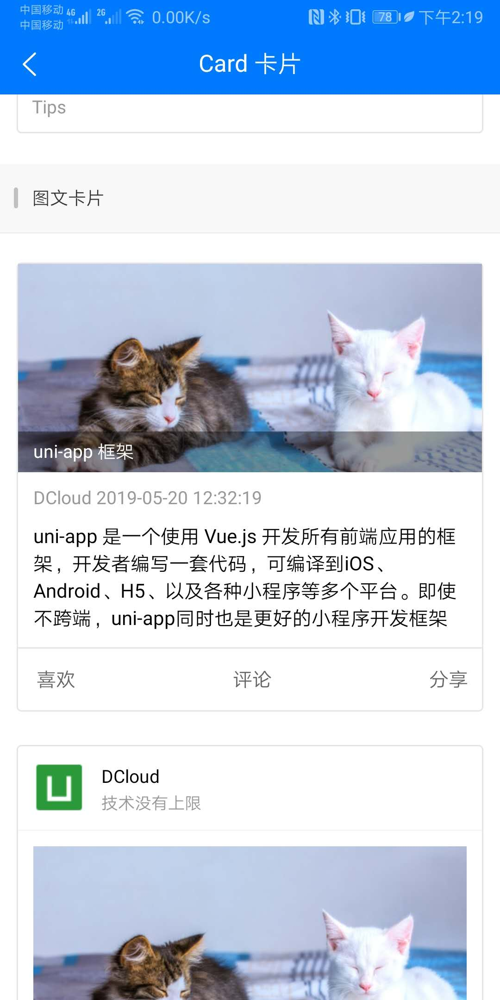 中国移动 4G 2G 0.00K/s 78 下午2:19
中国移动
Card 卡片
Tips
图文卡片
uni-app 框架
DCloud 2019-05-20 12:32:19
uni-app 是一个使用 Vue.js 开发所有前端应用的框
架，开发者编写一套代码，可编译到iOS、
Android、H5、以及各种小程序等多个平台。即使
不跨端，uni-app同时也是更好的小程序开发框架
喜欢 评论 分享
DCloud
技术没有上限